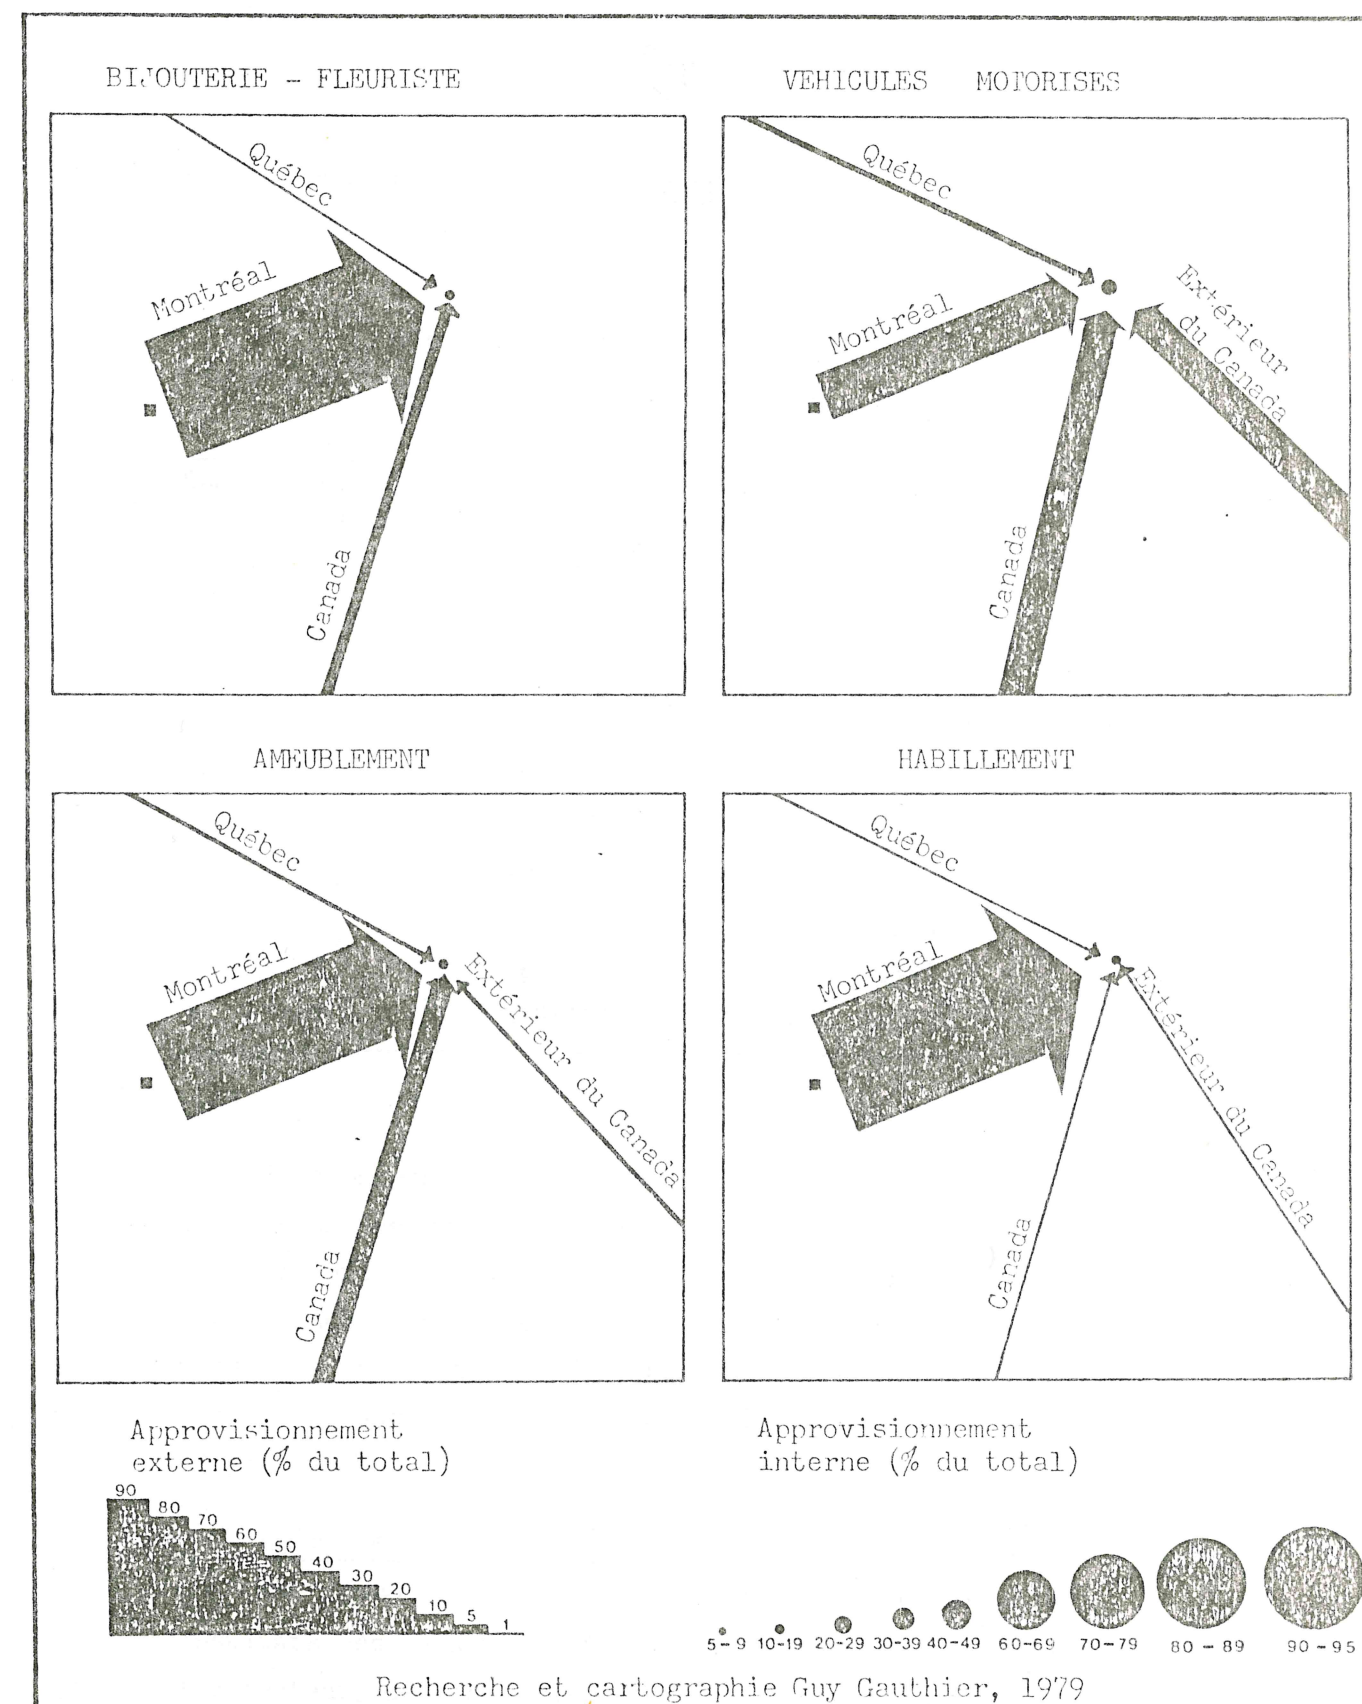 BIJOUTERIE - FLEURISTE
Québec
Montréal
Canada
VEHICULES MOTORISES
Québec
Montréal
Extérieur
du Canada
Canada
AMEUBLEMENT
Québec
Montréal
Extérieur du Canada
Canada
HABILLEMENT
Québec
Montréal
Extérieur du Canada
Canada
Approvisionnement
externe (% du total)
90
80
70
60
50
40
30
20
10
5
1
Approvisionnement
interne (% du total)
5-9 10-19 20-29 30-39 40-49 60-69 70-79 80-89 90-95
Recherche et cartographie Guy Gauthier, 1979